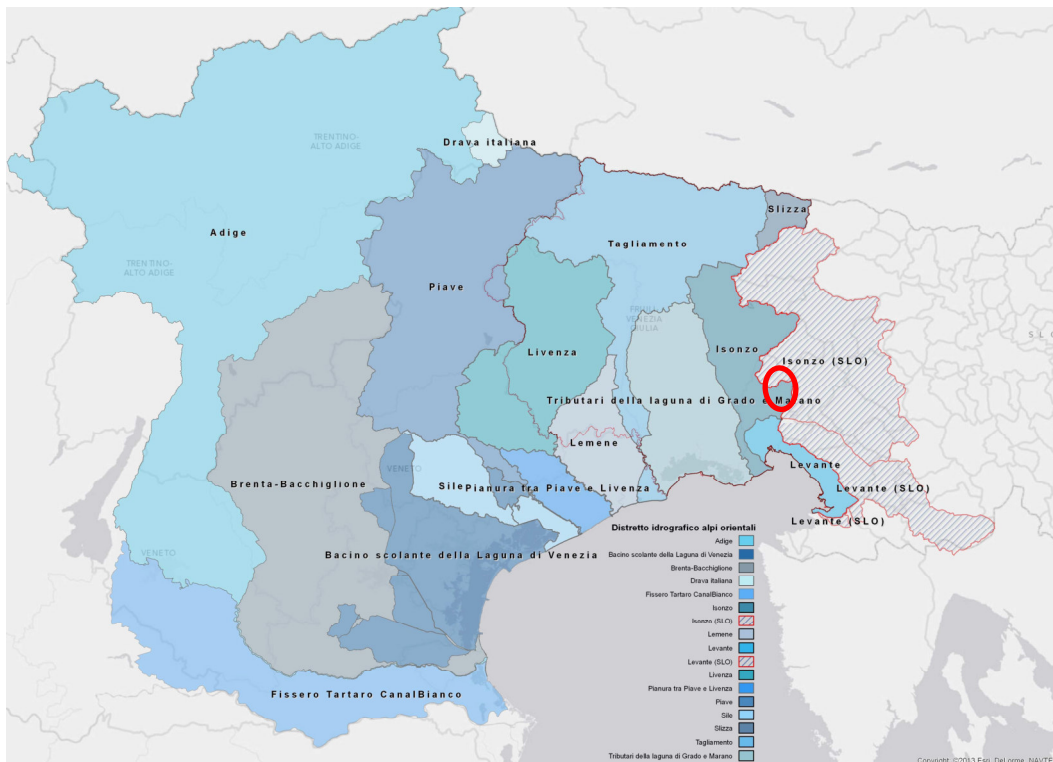 TRENTINO-
ALTO ADIGE
Drava italiana
Slizza
Adige
Tagliamento
TRENTINO-
ALTO ADIGE
Piave
FRIULI
VENEZIA
GIULIA
Isonzo
Livenza
Isonzo (SLO)
Tributari della laguna di Grado e Marano
Lemene
VENETO
Levante
Brenta-Bacchiglione
Sile
Pianura tra Piave e Livenza
Levante (SLO)
Levante (SLO)
VENETO
Bacino scolante della Laguna di Venezia
Fissero Tartaro CanalBianco
Distretto idrografico alpi orientali
Adige
Bacino scolante della Laguna di Venezia
Brenta-Bacchiglione
Drava italiana
Fissero Tartaro CanalBianco
Isonzo
Isonzo (SLO)
Lemene
Levante
Levante (SLO)
Livenza
Pianura tra Piave e Livenza
Piave
Sile
Slizza
Tagliamento
Tributari della laguna di Grado e Marano
Copyright: ©2013 Esri, DeLorme, NAVTE